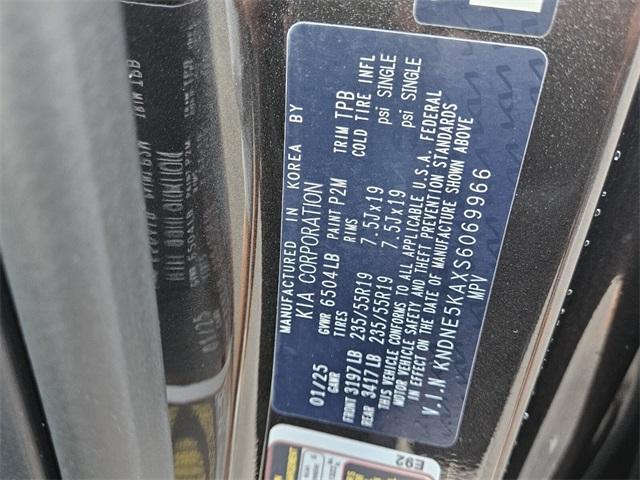 MANUFACTURED IN KOREA BY
KIA CORPORATION
01/25 GVWR 6504LB PAINT P2M TRIM TPB
GAWR TIRES RIMS COLD TIRE INFL
FRONT 3197LB 235/55R19 7.5Jx19 psi SINGLE
REAR 3417LB 235/55R19 7.5Jx19 psi SINGLE
THIS VEHICLE CONFORMS TO ALL APPLICABLE U.S.A. FEDERAL
MOTOR VEHICLE SAFETY AND THEFT PREVENTION STANDARDS
IN EFFECT ON THE DATE OF MANUFACTURE SHOWN ABOVE
V.I.N KNDNE5KAXS6069966
MPV
E92